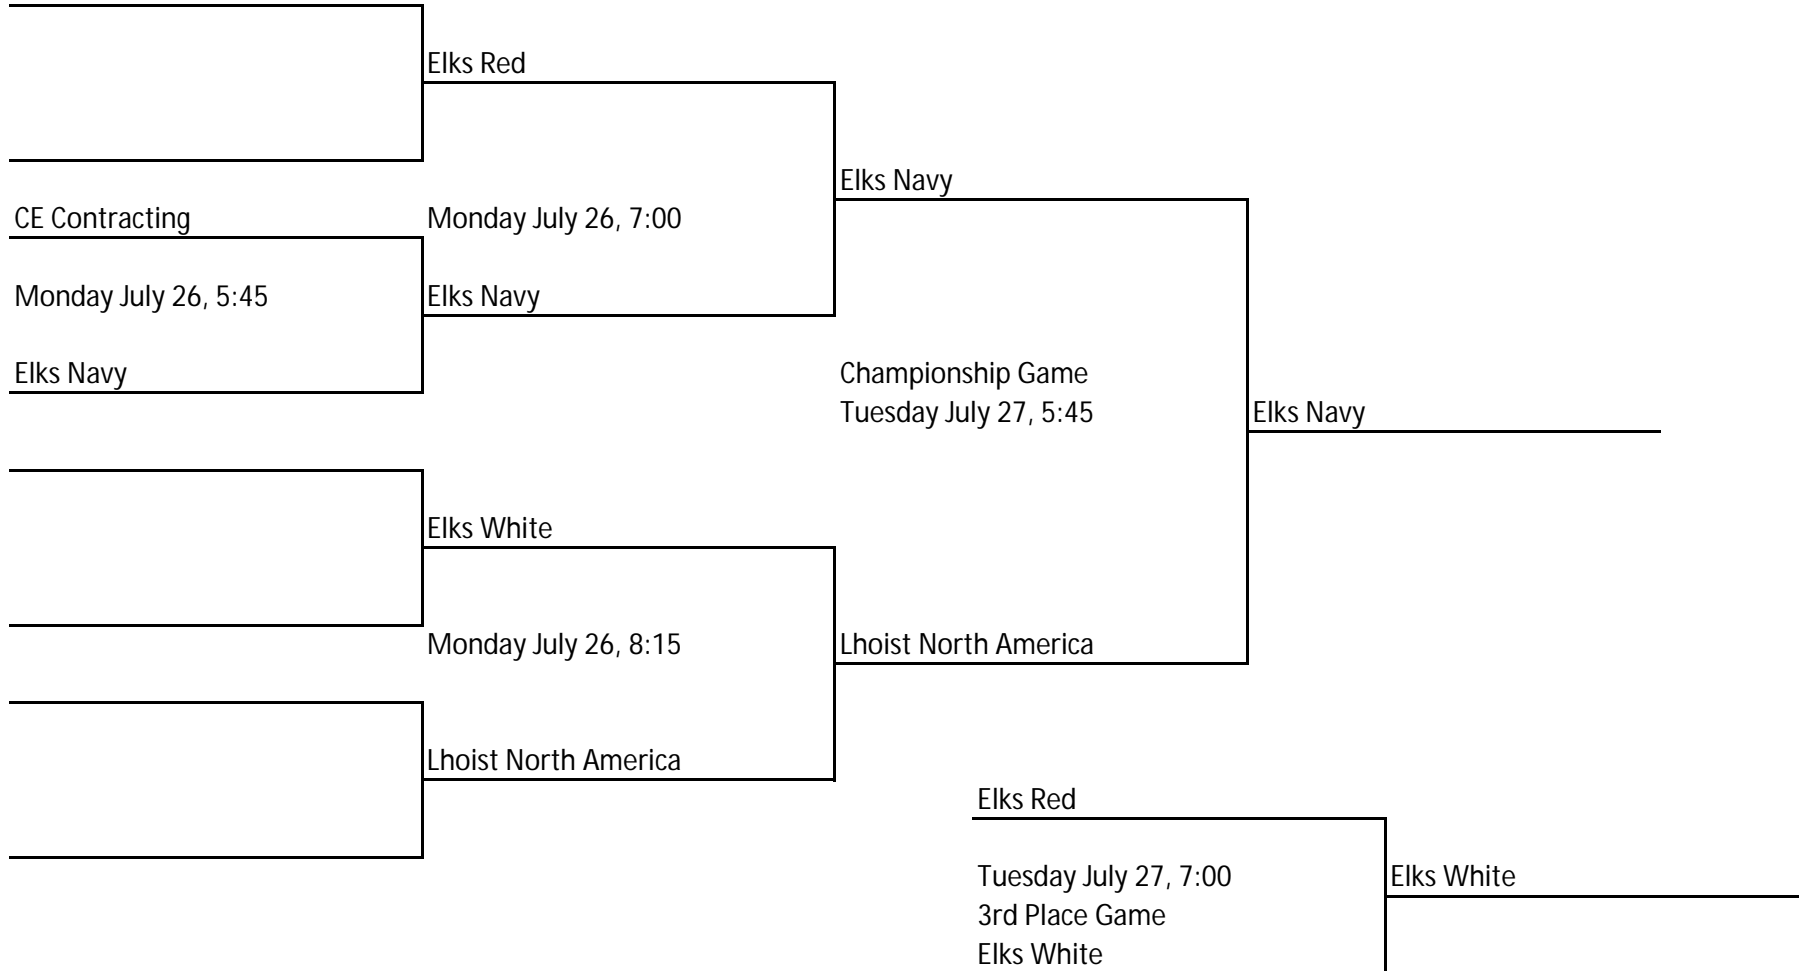 Elks Red
Elks Navy
CE Contracting
Monday July 26, 7:00
Monday July 26, 5:45
Elks Navy
Elks Navy
Championship Game
Tuesday July 27, 5:45
Elks Navy
Elks White
Monday July 26, 8:15
Lhoist North America
Lhoist North America
Elks Red
Tuesday July 27, 7:00
Elks White
3rd Place Game
Elks White